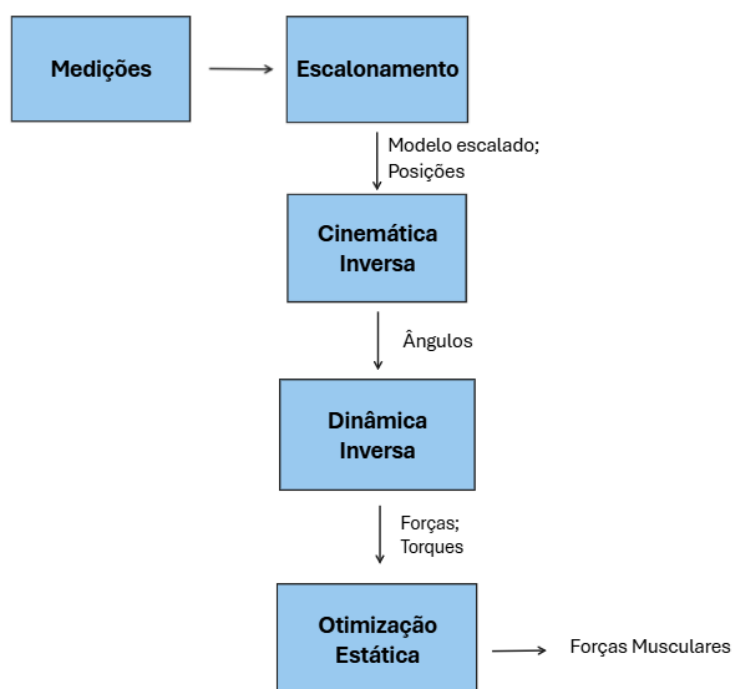 Medições
Escalonamento
Modelo escalado;
Posições
Cinemática
Inversa
Ângulos
Dinâmica
Inversa
Forças;
Torques
Otimização
Estática
Forças Musculares